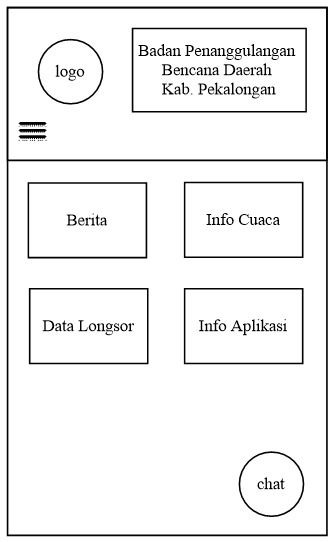 logo
Badan Penanggulangan
Bencana Daerah
Kab. Pekalongan
Berita
Info Cuaca
Data Longsor
Info Aplikasi
chat